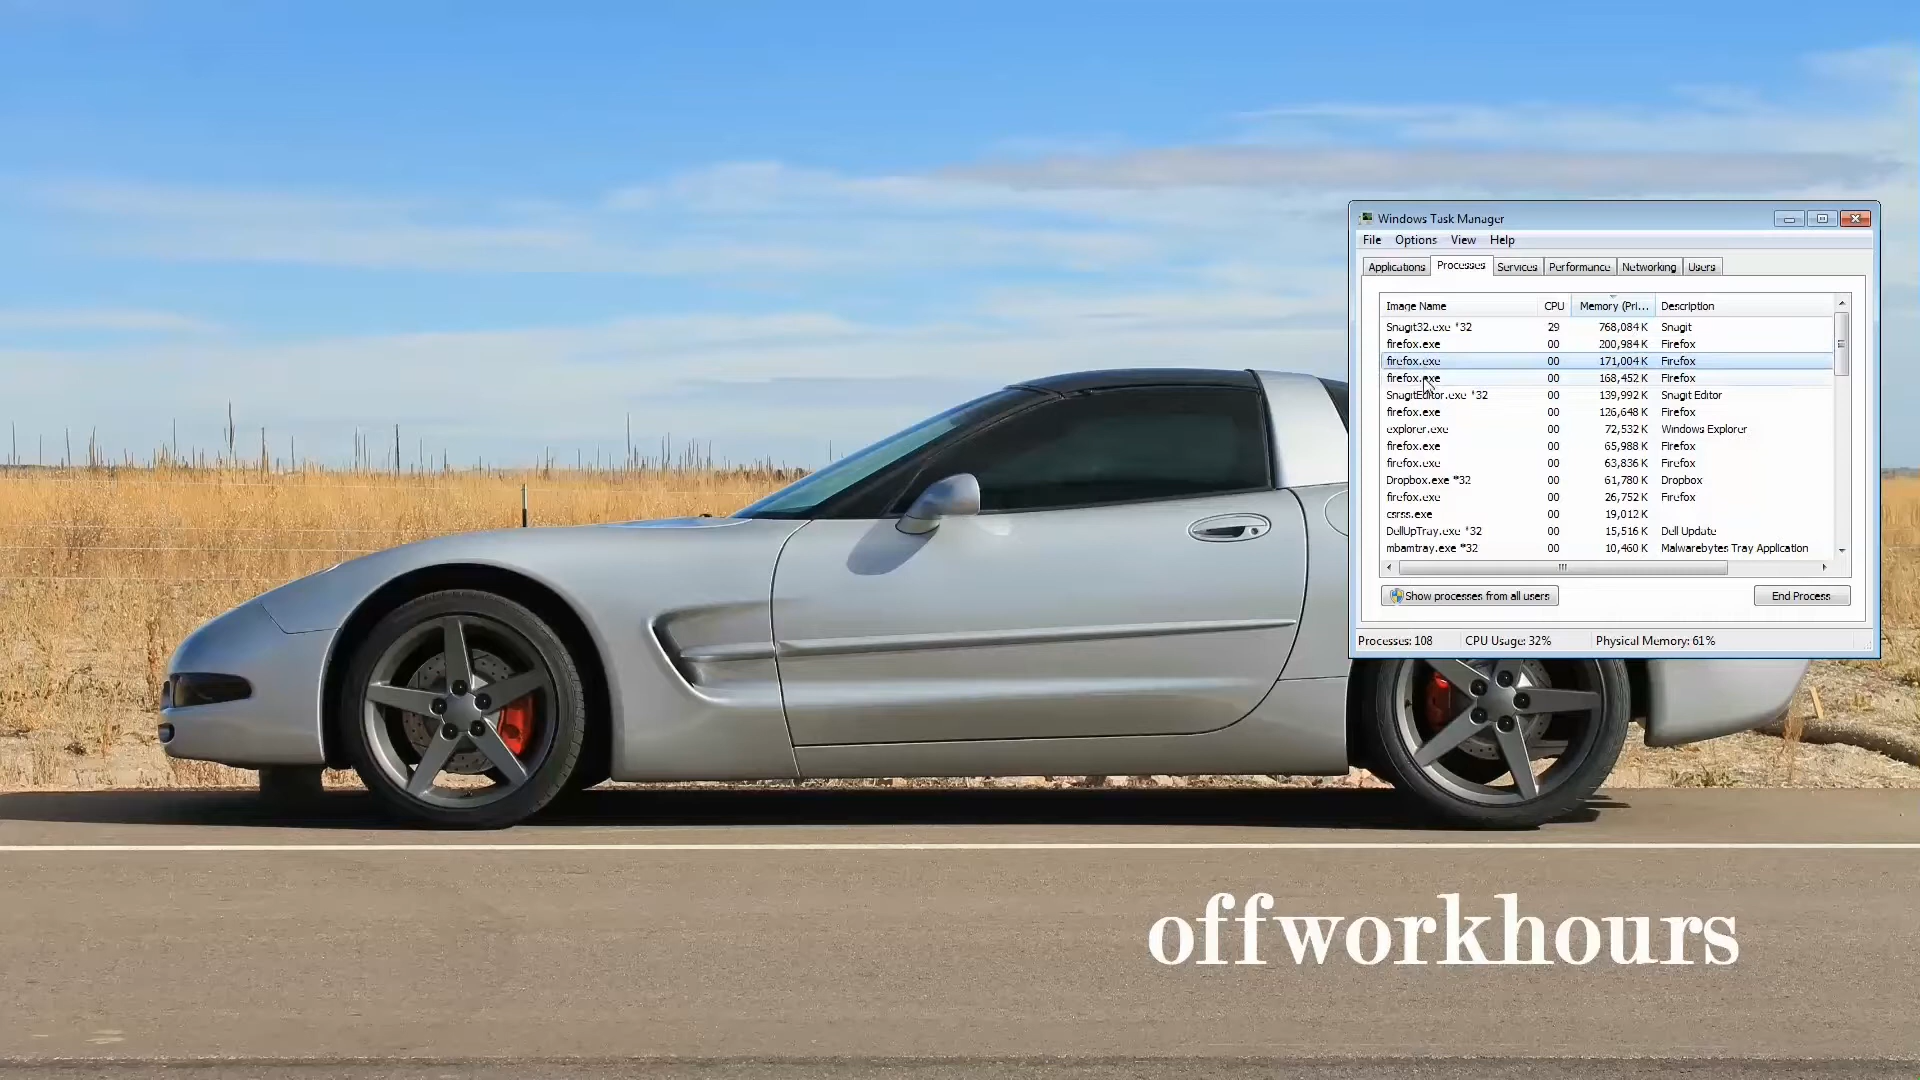 Windows Task Manager
File Options View Help
Applications Processes Services Performance Networking Users
Image Name CPU Memory (Pri... Description
Snagit32.exe *32 29 768,084 K Snagit
firefox.exe 00 200,984 K Firefox
firefox.exe 00 171,004 K Firefox
firefox.exe 00 168,452 K Firefox
SnagitEditor.exe *32 00 139,992 K Snagit Editor
firefox.exe 00 126,648 K Firefox
explorer.exe 00 72,532 K Windows Explorer
firefox.exe 00 65,988 K Firefox
firefox.exe 00 63,836 K Firefox
Dropbox.exe *32 00 61,780 K Dropbox
firefox.exe 00 26,752 K Firefox
csrss.exe 00 19,012 K
DellUpTray.exe *32 00 15,516 K Dell Update
mbamtray.exe *32 00 10,460 K Malwarebytes Tray Application
Show processes from all users End Process
Processes: 108 CPU Usage: 32% Physical Memory: 61%
offworkhours